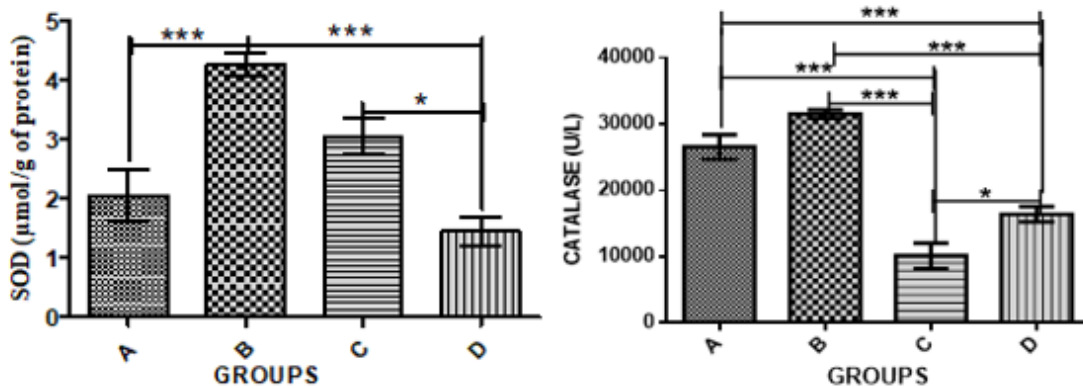 SOD (µmol/g of protein)
5
4
3
2
1
0
***
***
*
A
B
C
D
GROUPS
CATALASE (U/L)
40000
30000
20000
10000
0
***
***
***
***
*
A
B
C
D
GROUPS